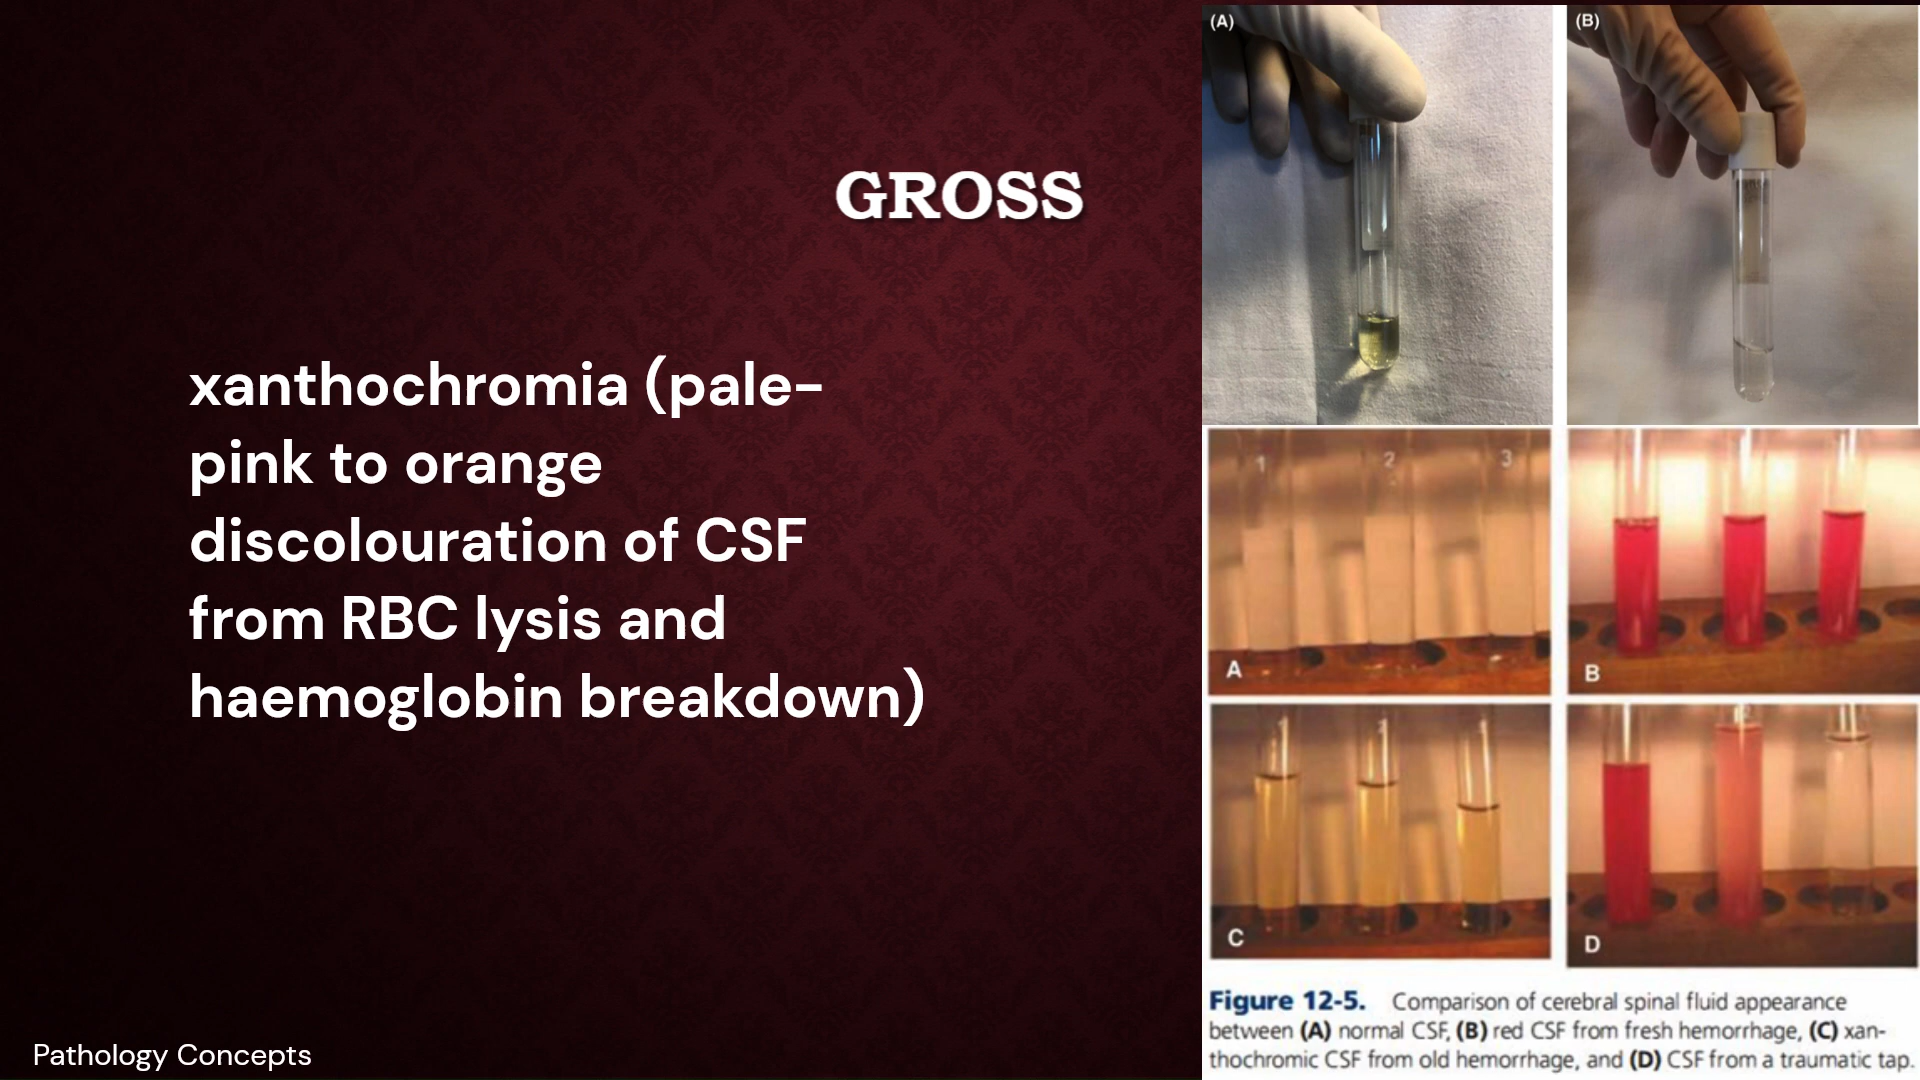 GROSS
xanthochromia (pale-
pink to orange
discolouration of CSF
from RBC lysis and
haemoglobin breakdown)
Pathology Concepts
(A)
(B)
1 2 3
A
B
C
D
Figure 12-5. Comparison of cerebral spinal fluid appearance
between (A) normal CSF, (B) red CSF from fresh hemorrhage, (C) xan-
thochromic CSF from old hemorrhage, and (D) CSF from a traumatic tap.